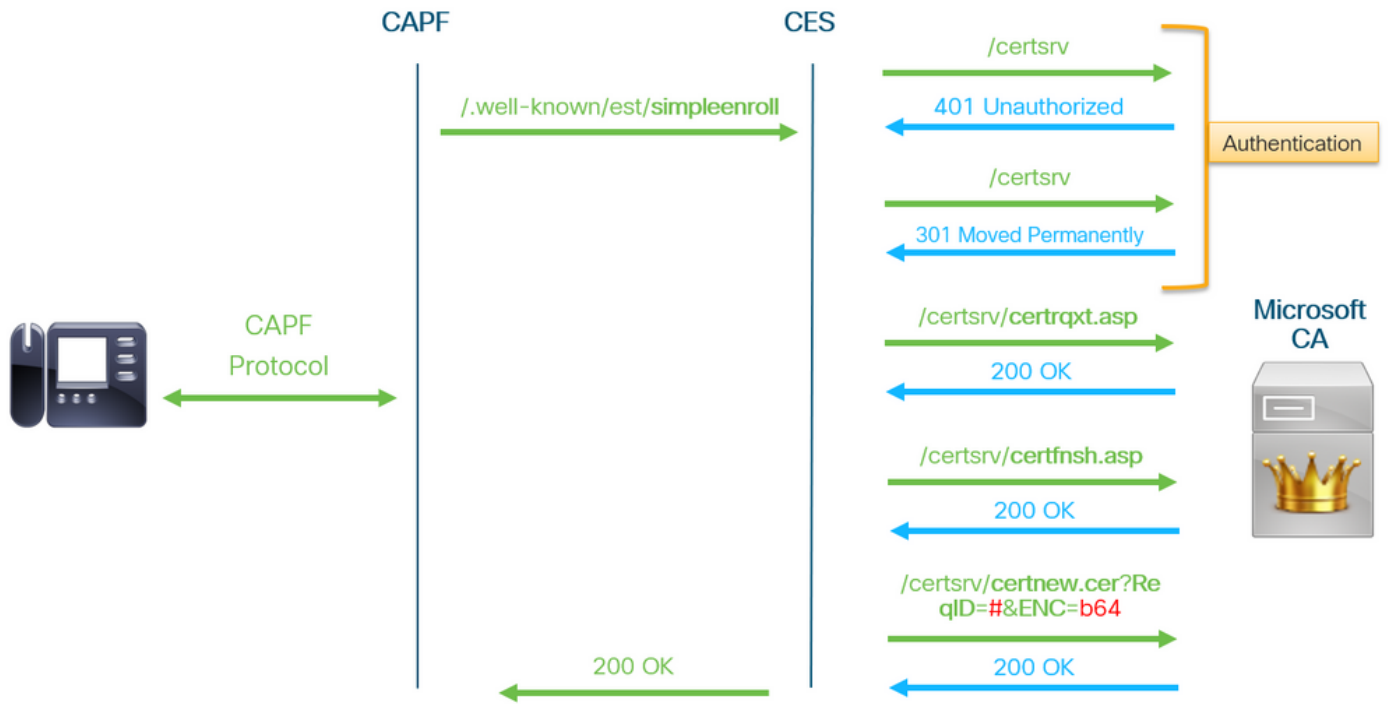 CAPF
CES
/certsrv
/.well-known/est/simpleenroll
401 Unauthorized
Authentication
/certsrv
301 Moved Permanently
CAPF
Protocol
/certsrv/certrqxt.asp
Microsoft
CA
200 OK
/certsrv/certfnsh.asp
200 OK
/certsrv/certnew.cer?Re
qID=#&ENC=b64
200 OK
200 OK